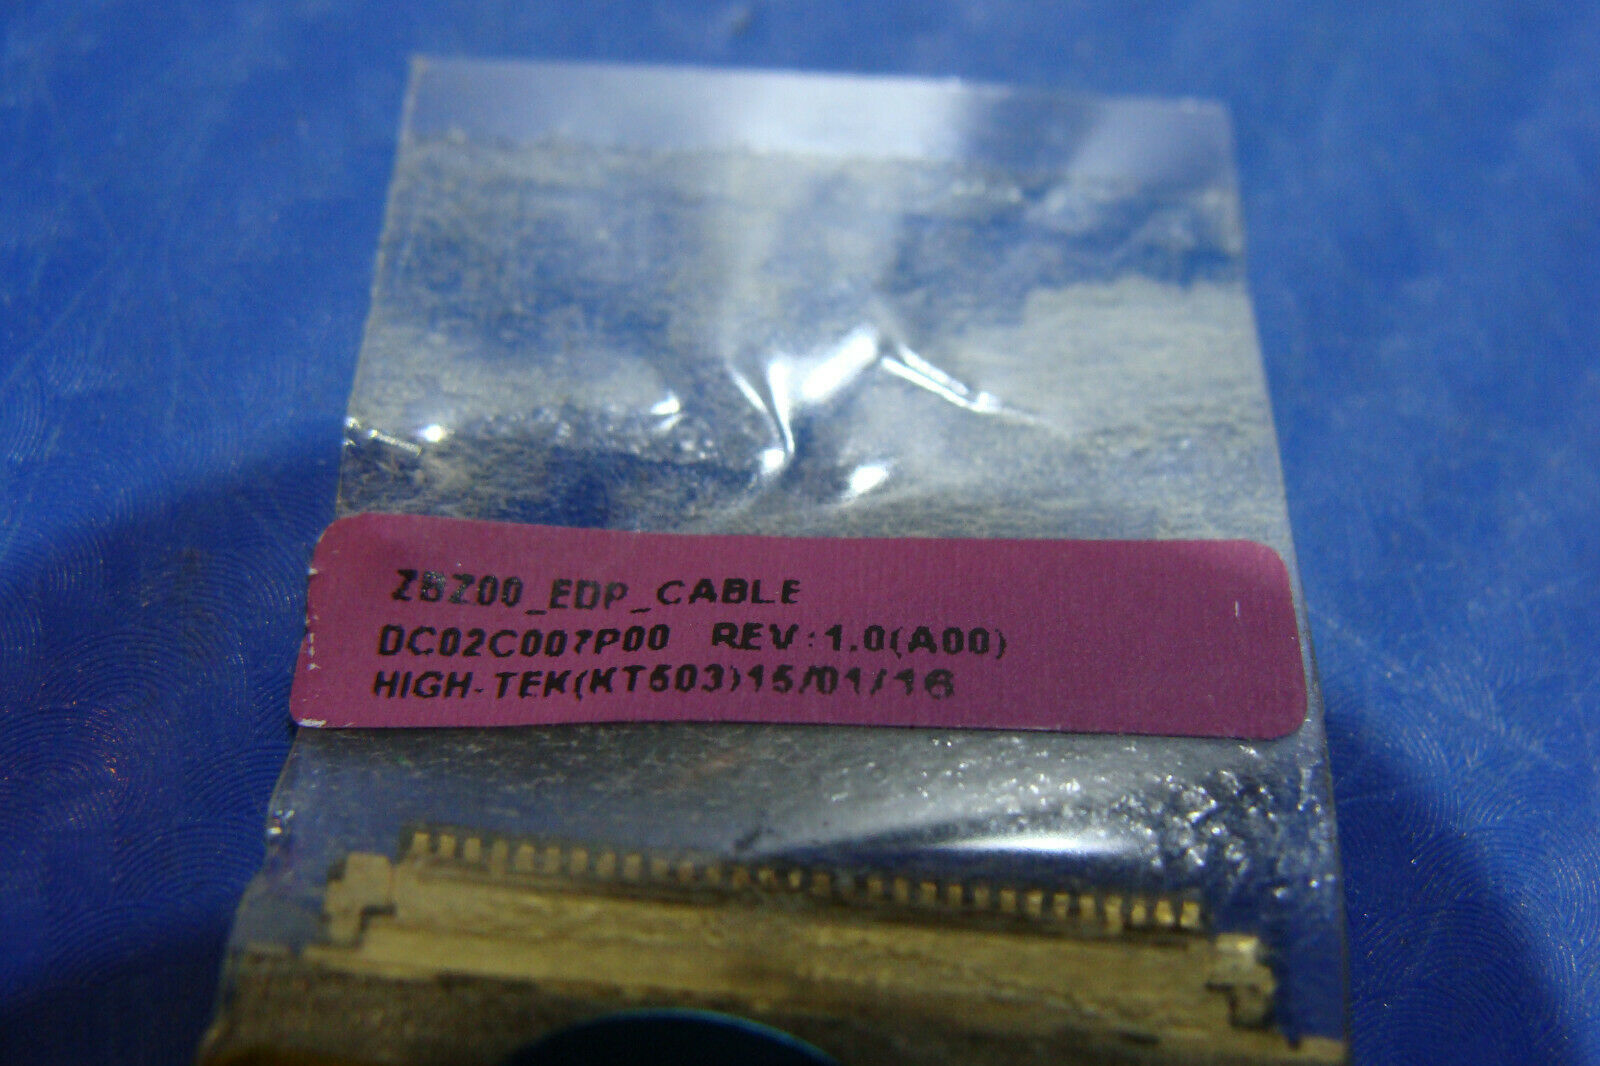 ZBZ00_EDP_CABLE
DC02C007P00 REV:1.0(A00)
HIGH-TEK(KT503)15/01/16